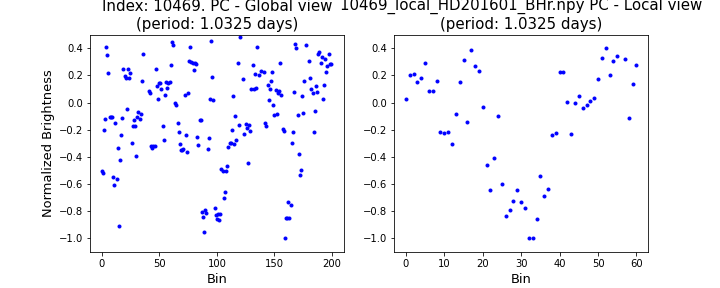 Index: 10469. PC - Global view
(period: 1.0325 days)
10469_local_HD201601_BHr.npy PC - Local view
(period: 1.0325 days)
Normalized Brightness
0.4
0.2
0.0
−0.2
−0.4
−0.6
−0.8
−1.0
0 50 100 150 200
Bin
0.4
0.2
0.0
−0.2
−0.4
−0.6
−0.8
−1.0
0 10 20 30 40 50 60
Bin